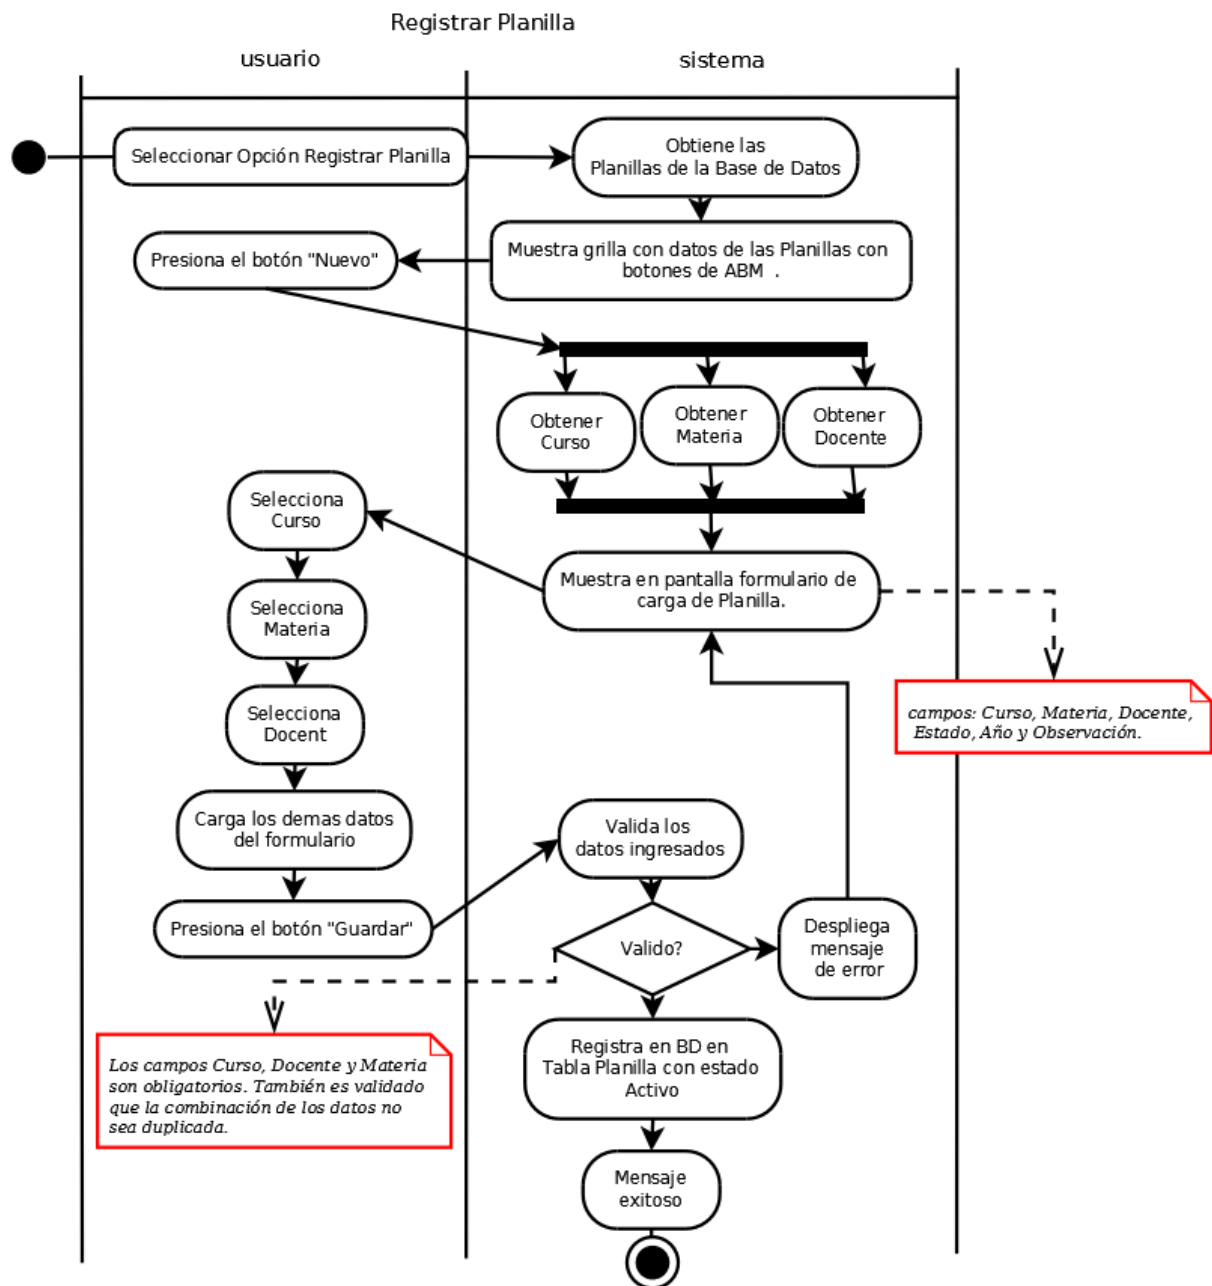 Registrar Planilla
usuario
sistema
Seleccionar Opción Registrar Planilla
Obtiene las
Planillas de la Base de Datos
Muestra grilla con datos de las Planillas con
botones de ABM .
Presiona el botón "Nuevo"
Obtener
Curso
Obtener
Materia
Obtener
Docente
Selecciona
Curso
Muestra en pantalla formulario de
carga de Planilla.
Selecciona
Materia
campos: Curso, Materia, Docente,
Estado, Año y Observación.
Selecciona
Docent
Carga los demas datos
del formulario
Valida los
datos ingresados
Presiona el botón "Guardar"
Valido?
Despliega
mensaje
de error
Los campos Curso, Docente y Materia
son obligatorios. También es validado
que la combinación de los datos no
sea duplicada.
Registra en BD en
Tabla Planilla con estado
Activo
Mensaje
exitoso